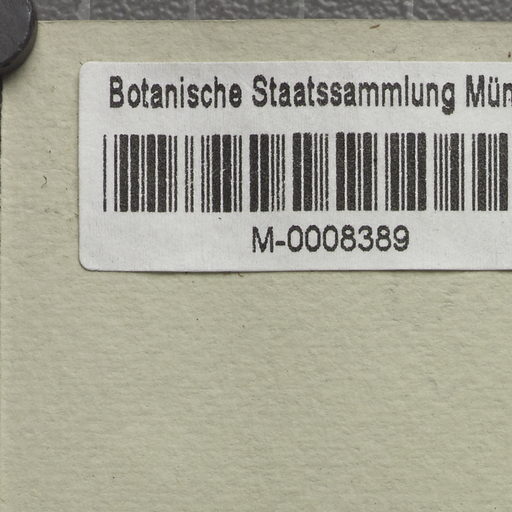 Botanische Staatssammlung Mün
M-0008389